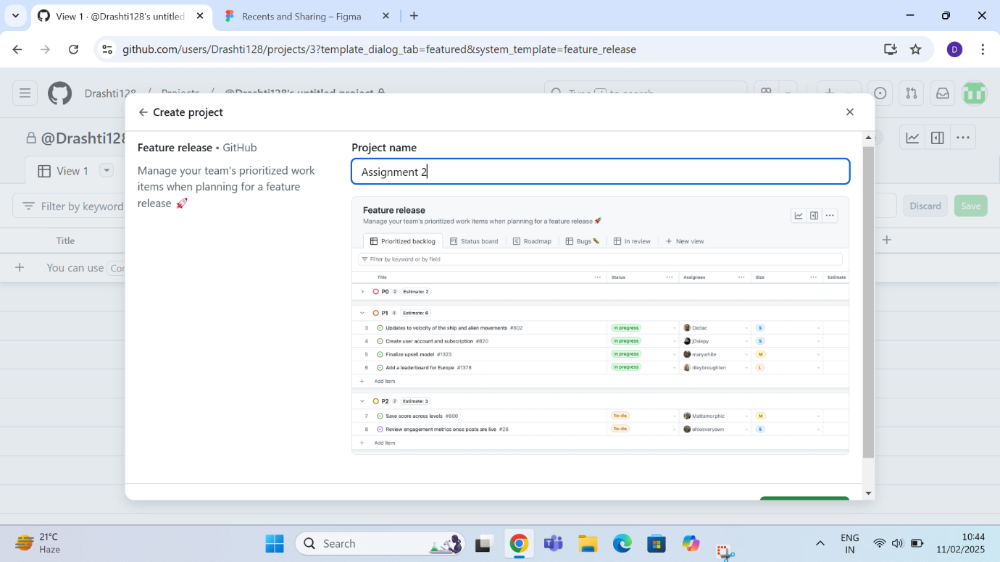 View 1 · @Drashti128's untitled
Recents and Sharing – Figma
github.com/users/Drashti128/projects/3?template_dialog_tab=featured&system_template=feature_release
D
Drashti128 / Projects / @Drashti128's untitled project
Type / to search
Create project
@Drashti128
View 1
Filter by keyword
Discard
Save
Title
You can use
Feature release • GitHub
Manage your team's prioritized work
items when planning for a feature
release 🚀
Project name
Assignment 2
Feature release
Manage your team's prioritized work items when planning for a feature release 🚀
Prioritized backlog
Status board
Roadmap
Bugs 🐛
In review
+ New view
Filter by keyword or by field
Title ... Status ... Assignees ... Size ... Estimate
P0 2 Estimate: 2
P1 4 Estimate: 6
3 Updates to velocity of the ship and alien movements #802 In progress Dedac S
4 Create user account and subscription #820 In progress j0siepy S
5 Finalize upsell model #1323 In progress marywhite M
6 Add a leaderboard for Europe #1378 In progress rileybroughten L
+ Add item
P2 2 Estimate: 3
7 Save score across levels #800 To-do Mattamorphic M
8 Review engagement metrics once posts are live #26 To-do ohiosveryown S
+ Add item
21°C
Haze
Search
ENG
IN
10:44
11/02/2025